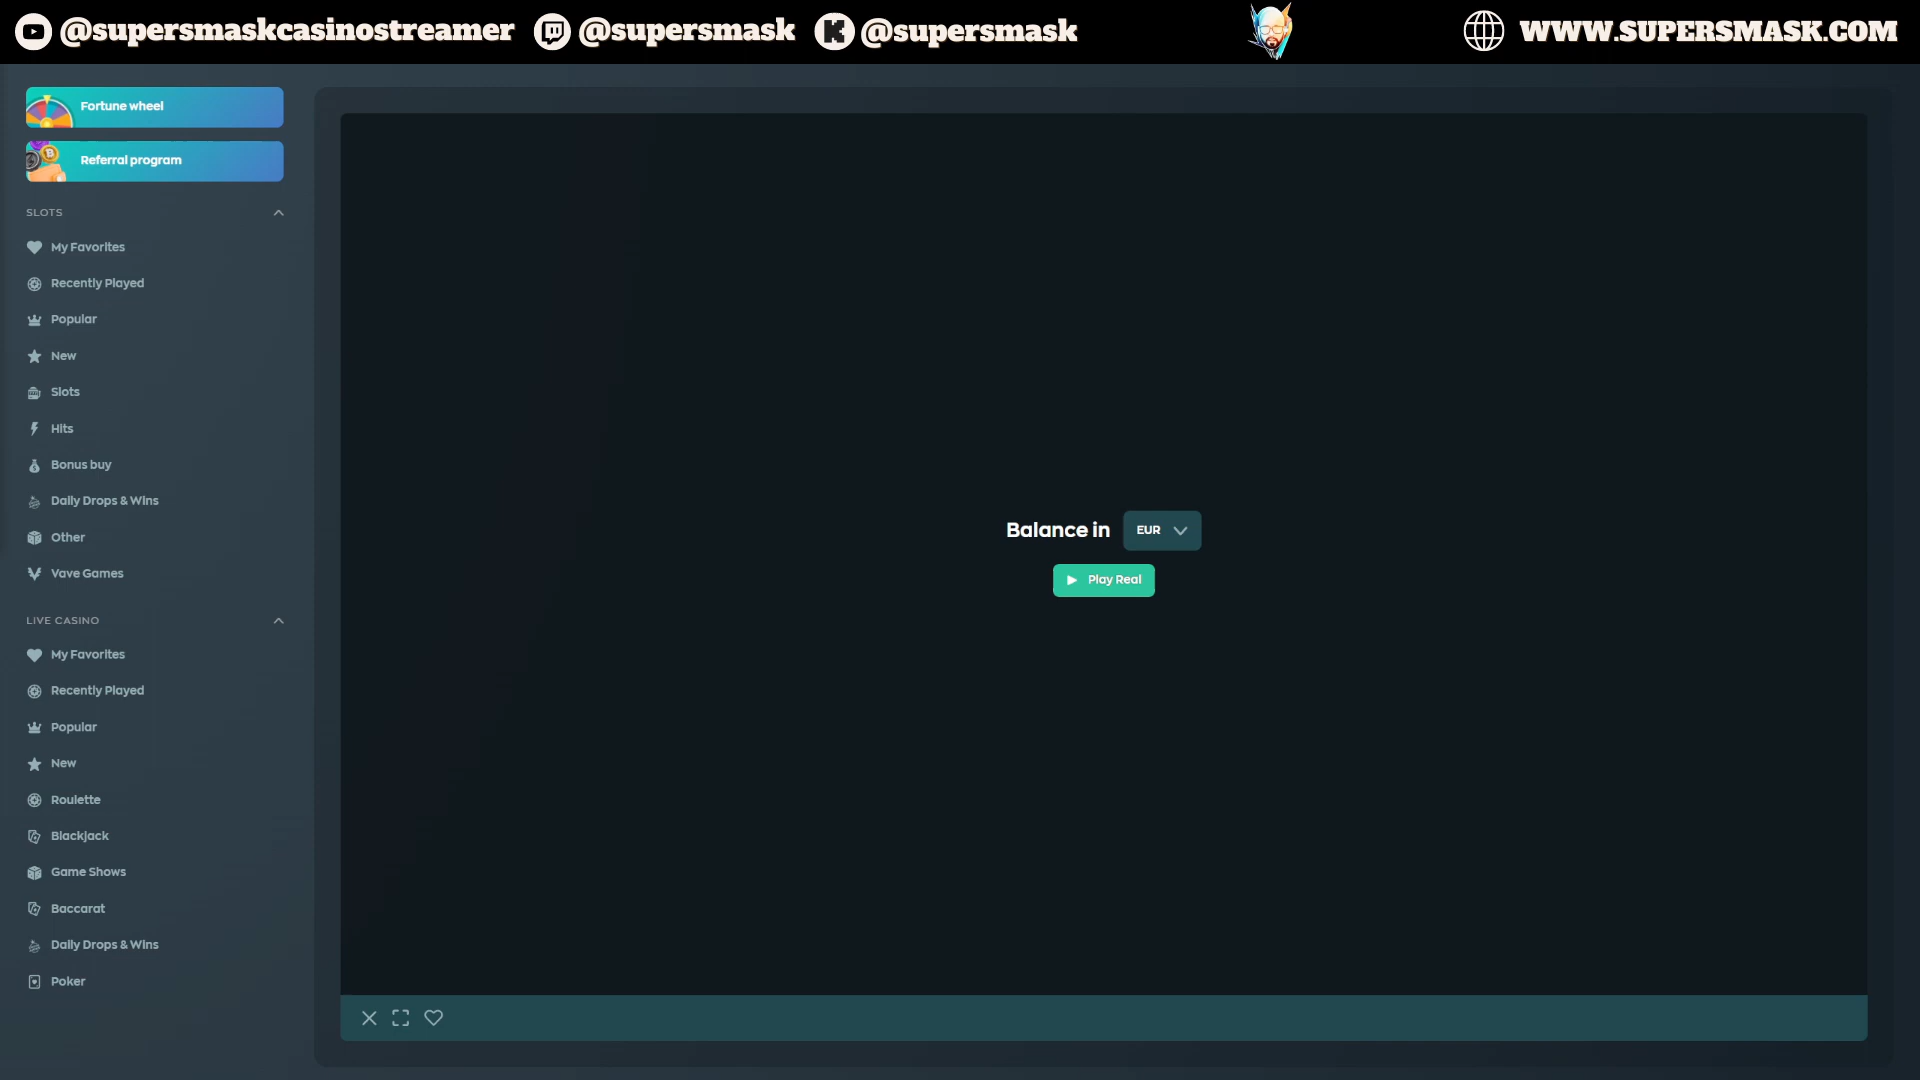 @supersmaskcasinostreamer @supersmask @supersmask WWW.SUPERSMASK.COM
Fortune wheel
Referral program
SLOTS
My Favorites
Recently Played
Popular
New
Slots
Hits
Bonus buy
Daily Drops & Wins
Other
Vave Games
LIVE CASINO
My Favorites
Recently Played
Popular
New
Roulette
Blackjack
Game Shows
Baccarat
Daily Drops & Wins
Poker
Balance in EUR
Play Real